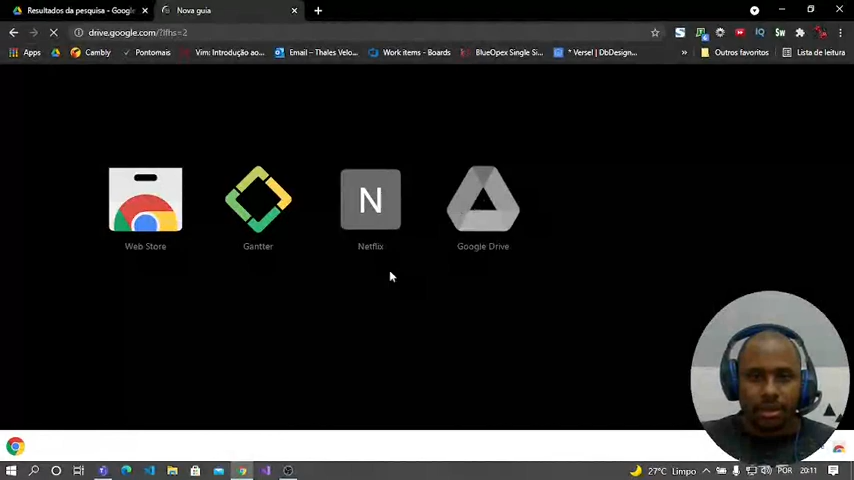 Resultados da pesquisa - Google
Nova guia
drive.google.com/?lfhs=2
Apps
Cambly
Pontomais
Vim: Introdução ao...
Email – Thales Velo...
Work items - Boards
BlueOpex Single Si...
* Versel | DbDesign...
»
Outros favoritos
Lista de leitura
Web Store
Gantter
N
Netflix
Google Drive
27°C Limpo
POR
20:11